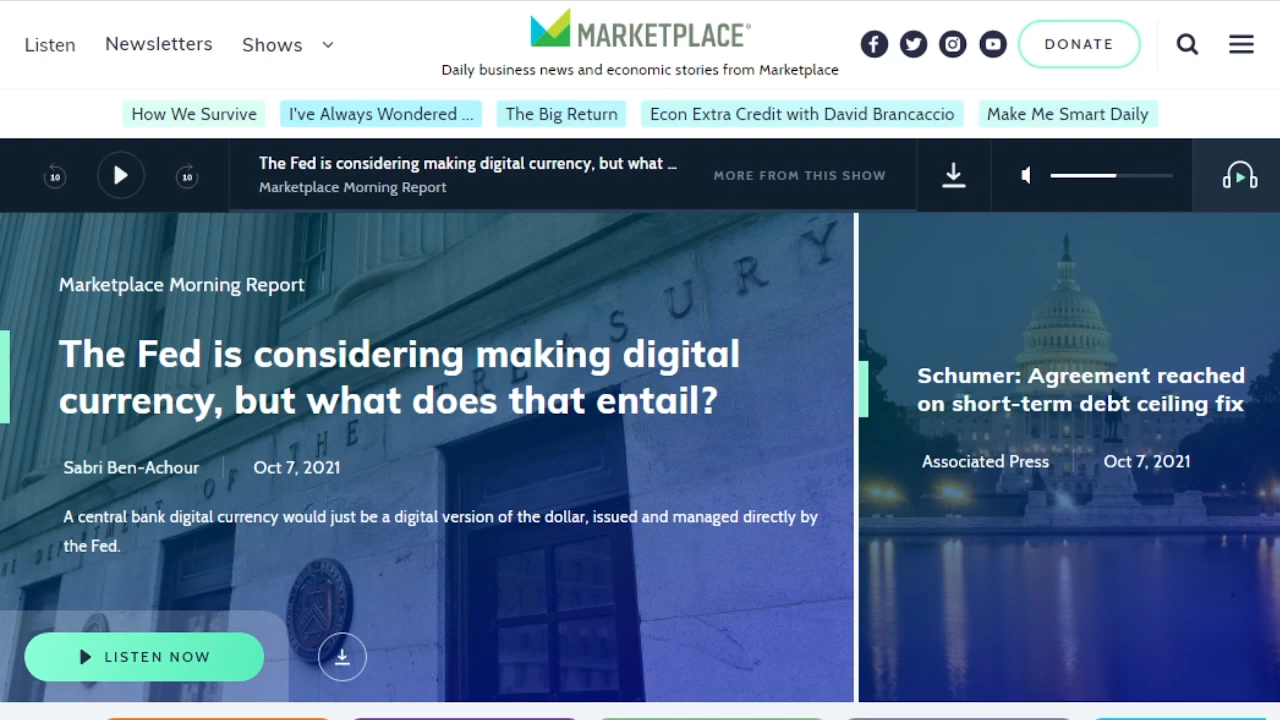 Listen
Newsletters
Shows
MARKETPLACE®
Daily business news and economic stories from Marketplace
DONATE
How We Survive
I've Always Wondered ...
The Big Return
Econ Extra Credit with David Brancaccio
Make Me Smart Daily
10
10
The Fed is considering making digital currency, but what ...
Marketplace Morning Report
MORE FROM THIS SHOW
Marketplace Morning Report
The Fed is considering making digital
currency, but what does that entail?
Sabri Ben-Achour
Oct 7, 2021
A central bank digital currency would just be a digital version of the dollar, issued and managed directly by
the Fed.
THE DEPARTMENT OF THE TREASURY
LISTEN NOW
Schumer: Agreement reached
on short-term debt ceiling fix
Associated Press
Oct 7, 2021